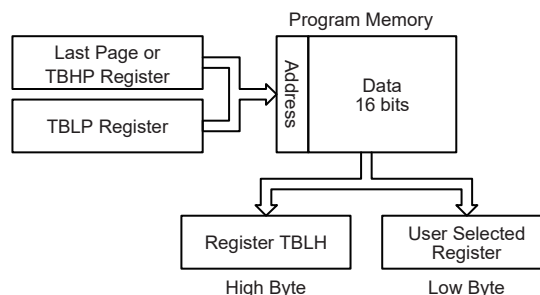 Program Memory
Last Page or
TBHP Register
TBLP Register
Address
Data
16 bits
Register TBLH
User Selected
Register
High Byte
Low Byte